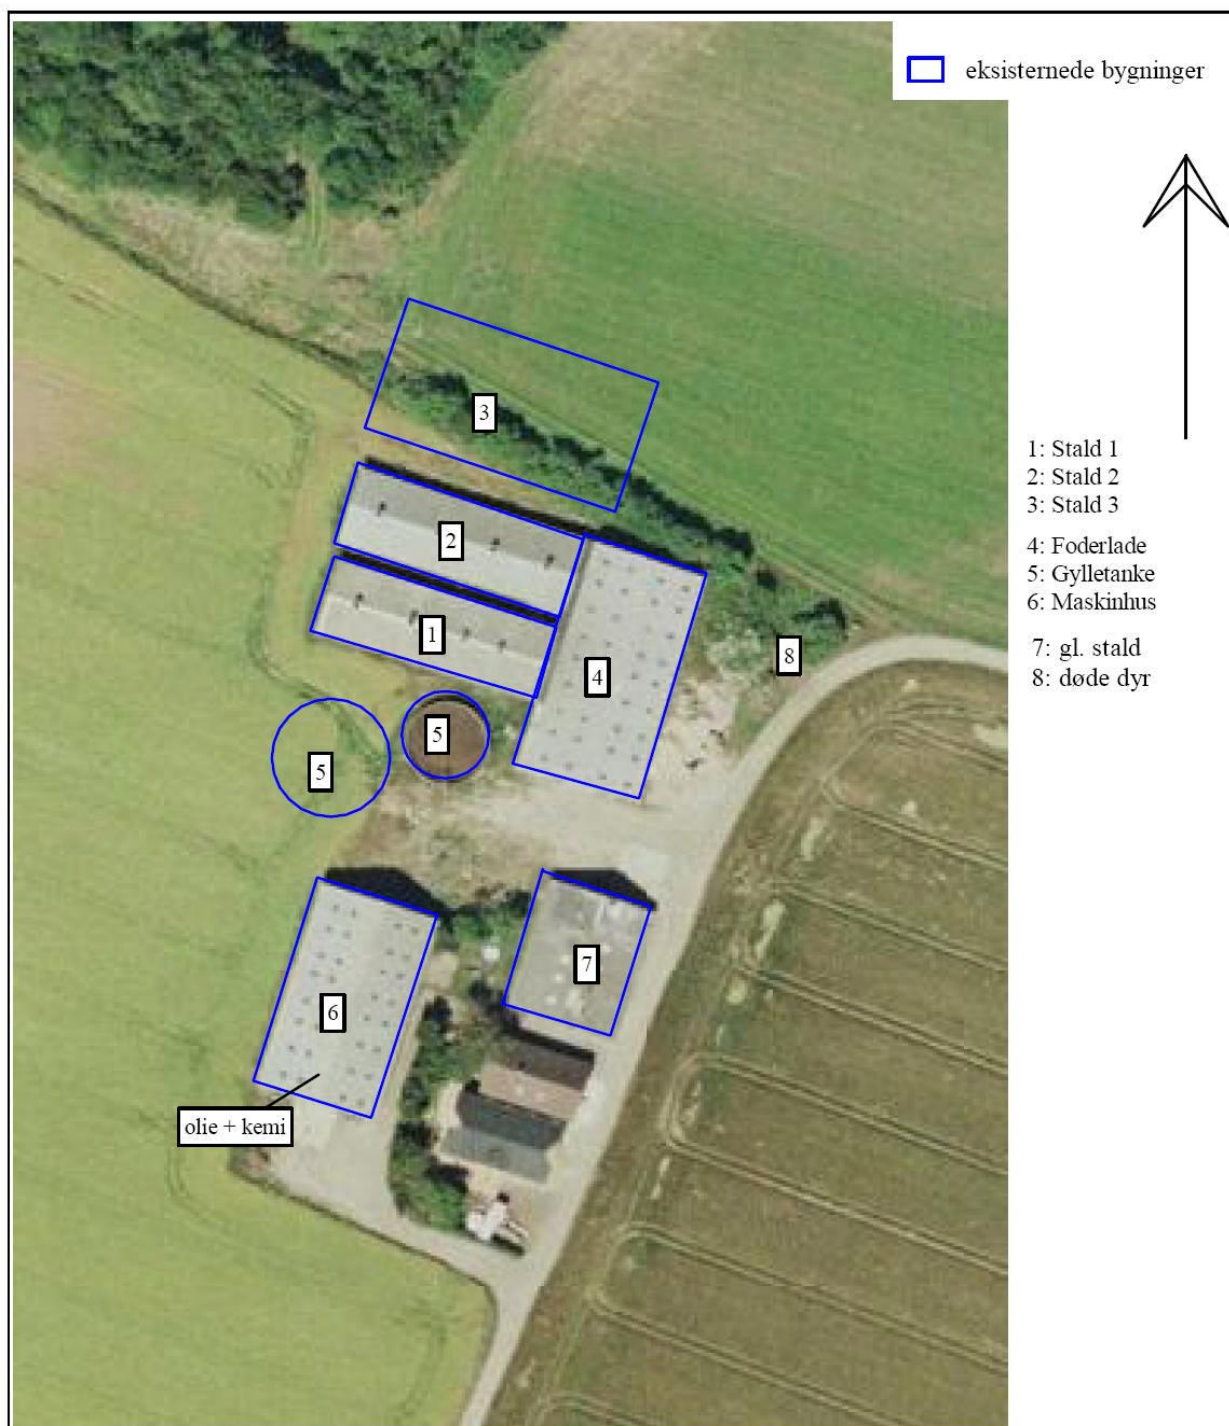 eksisternede bygninger
1: Stald 1
2: Stald 2
3: Stald 3
4: Foderlade
5: Gylletanke
6: Maskinhus
7: gl. stald
8: døde dyr
3
2
1
4
8
5
5
7
6
olie + kemi